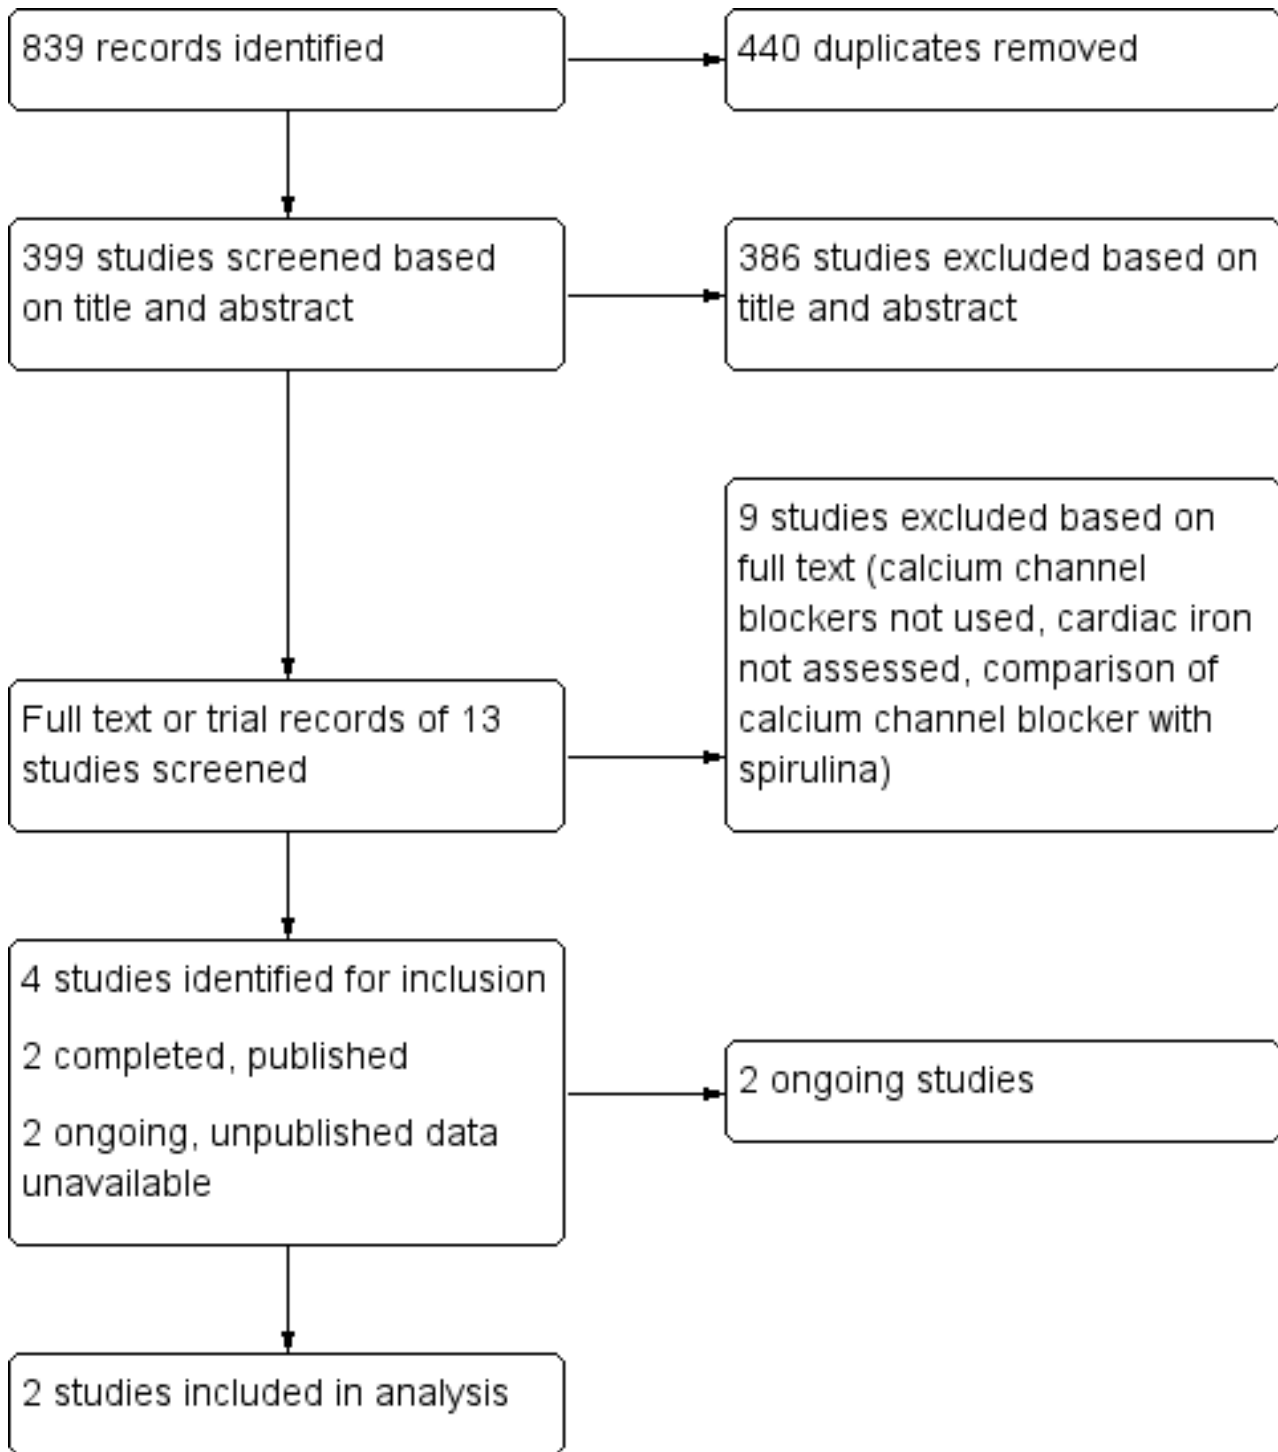 839 records identified
440 duplicates removed
399 studies screened based
on title and abstract
386 studies excluded based on
title and abstract
9 studies excluded based on
full text (calcium channel
blockers not used, cardiac iron
not assessed, comparison of
calcium channel blocker with
spirulina)
Full text or trial records of 13
studies screened
4 studies identified for inclusion
2 completed, published
2 ongoing, unpublished data
unavailable
2 ongoing studies
2 studies included in analysis